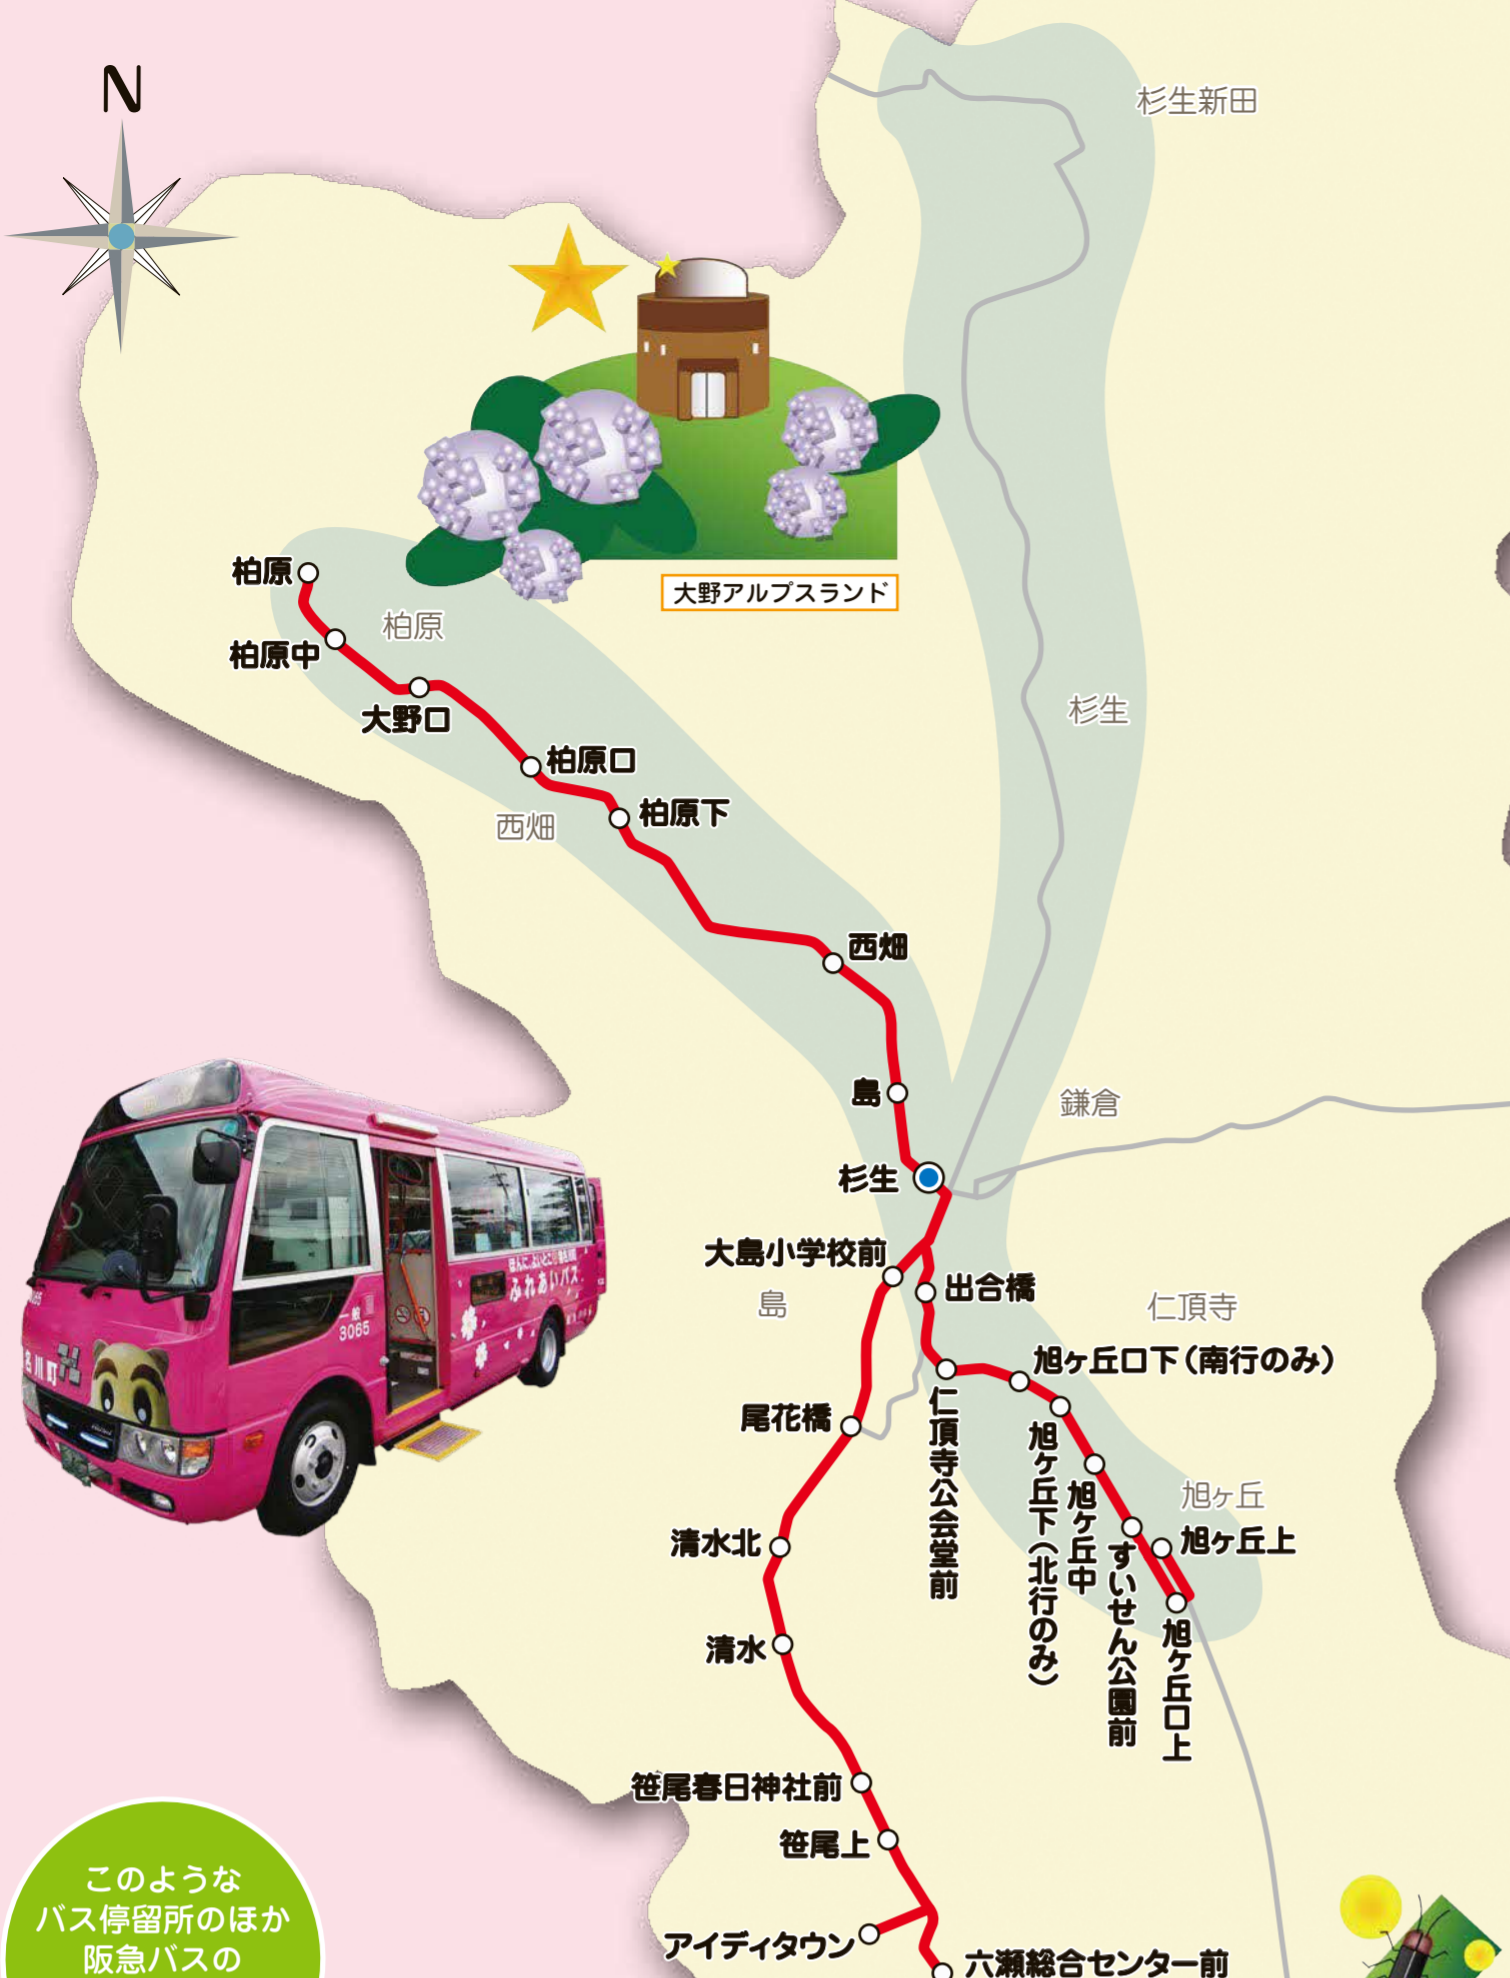 N
杉生新田
大野アルプスランド
柏原
柏原
柏原中
大野口
柏原口
柏原下
西畑
杉生
西畑
島
鎌倉
杉生
大島小学校前
出合橋
島
仁頂寺
旭ヶ丘口下（南行のみ）
尾花橋
仁頂寺公会堂前
旭ヶ丘下（北行のみ）
旭ヶ丘中
すいせん公園前
旭ヶ丘
旭ヶ丘上
旭ヶ丘口上
清水北
清水
ふれあいバス
一般
3065
名川町
笹尾春日神社前
笹尾上
アイディタウン
六瀬総合センター前
このような
バス停留所のほか
阪急バスの